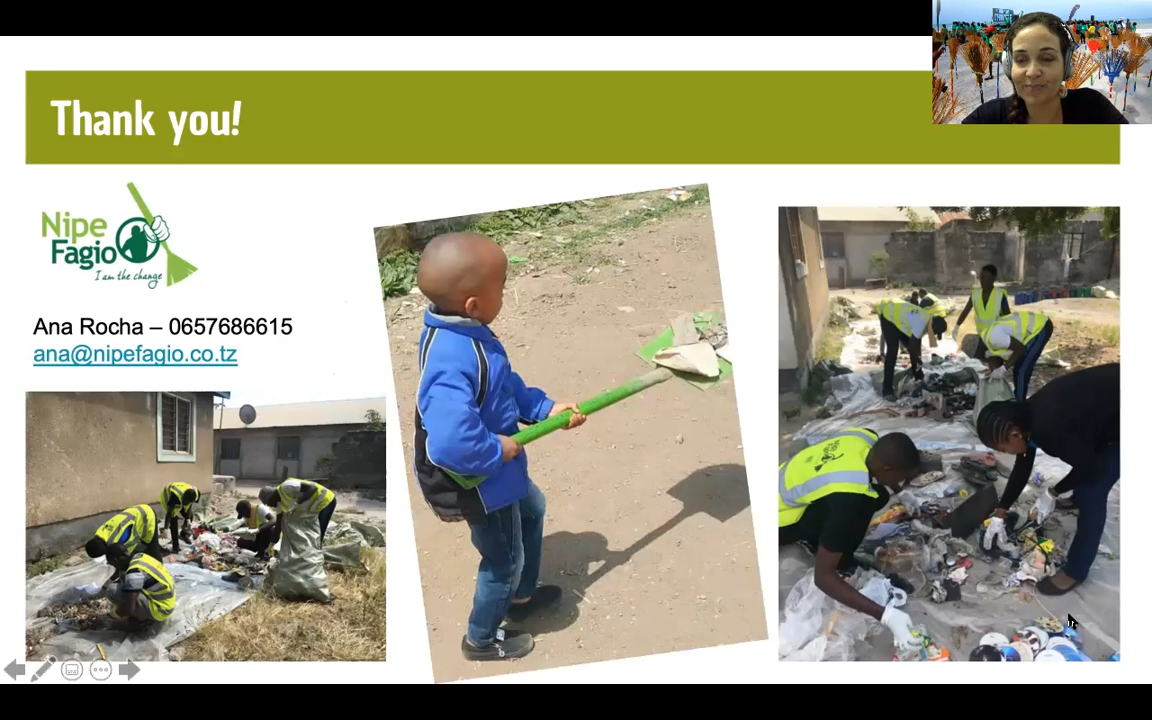 Thank you!
Nipe
Fagio
I am the change
Ana Rocha – 0657686615
ana@nipefagio.co.tz